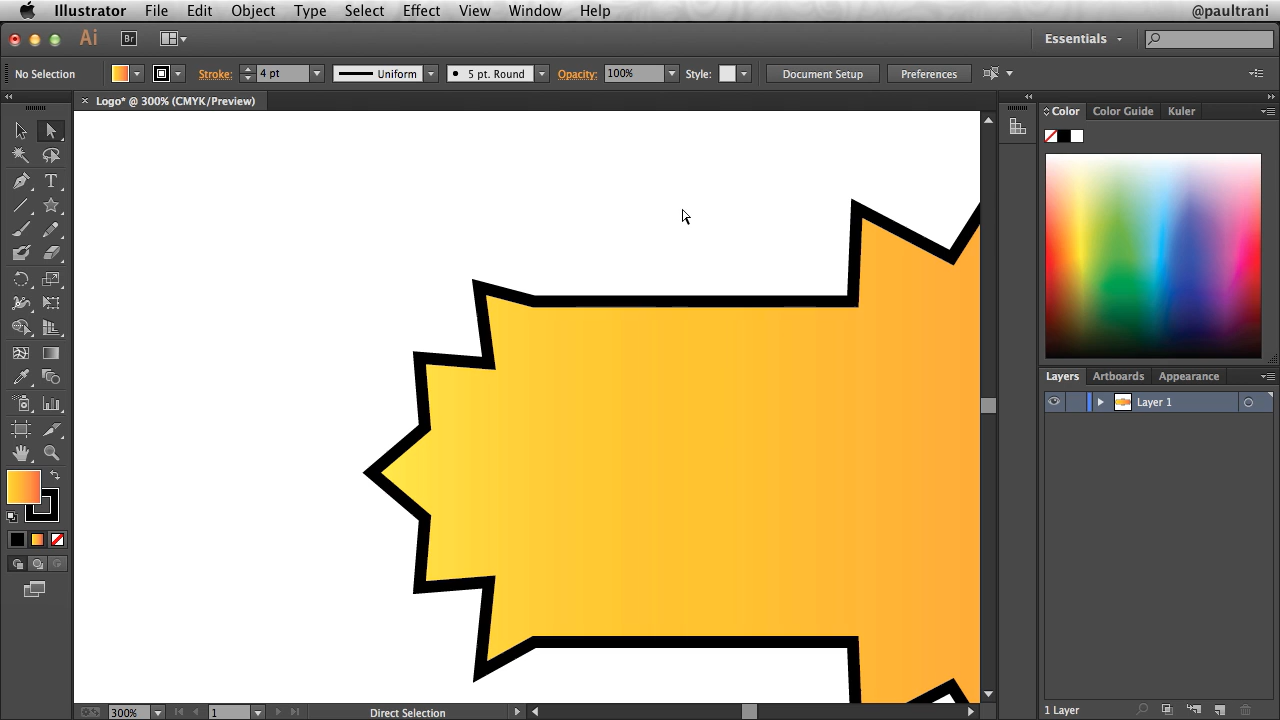 Illustrator File Edit Object Type Select Effect View Window Help @paultrani
Ai Br Essentials
No Selection Stroke: 4 pt Uniform 5 pt. Round Opacity: 100% Style: Document Setup Preferences
× Logo* @ 300% (CMYK/Preview)
Color Color Guide Kuler
T
Layers Artboards Appearance
Layer 1
1 Layer
300% 1 Direct Selection